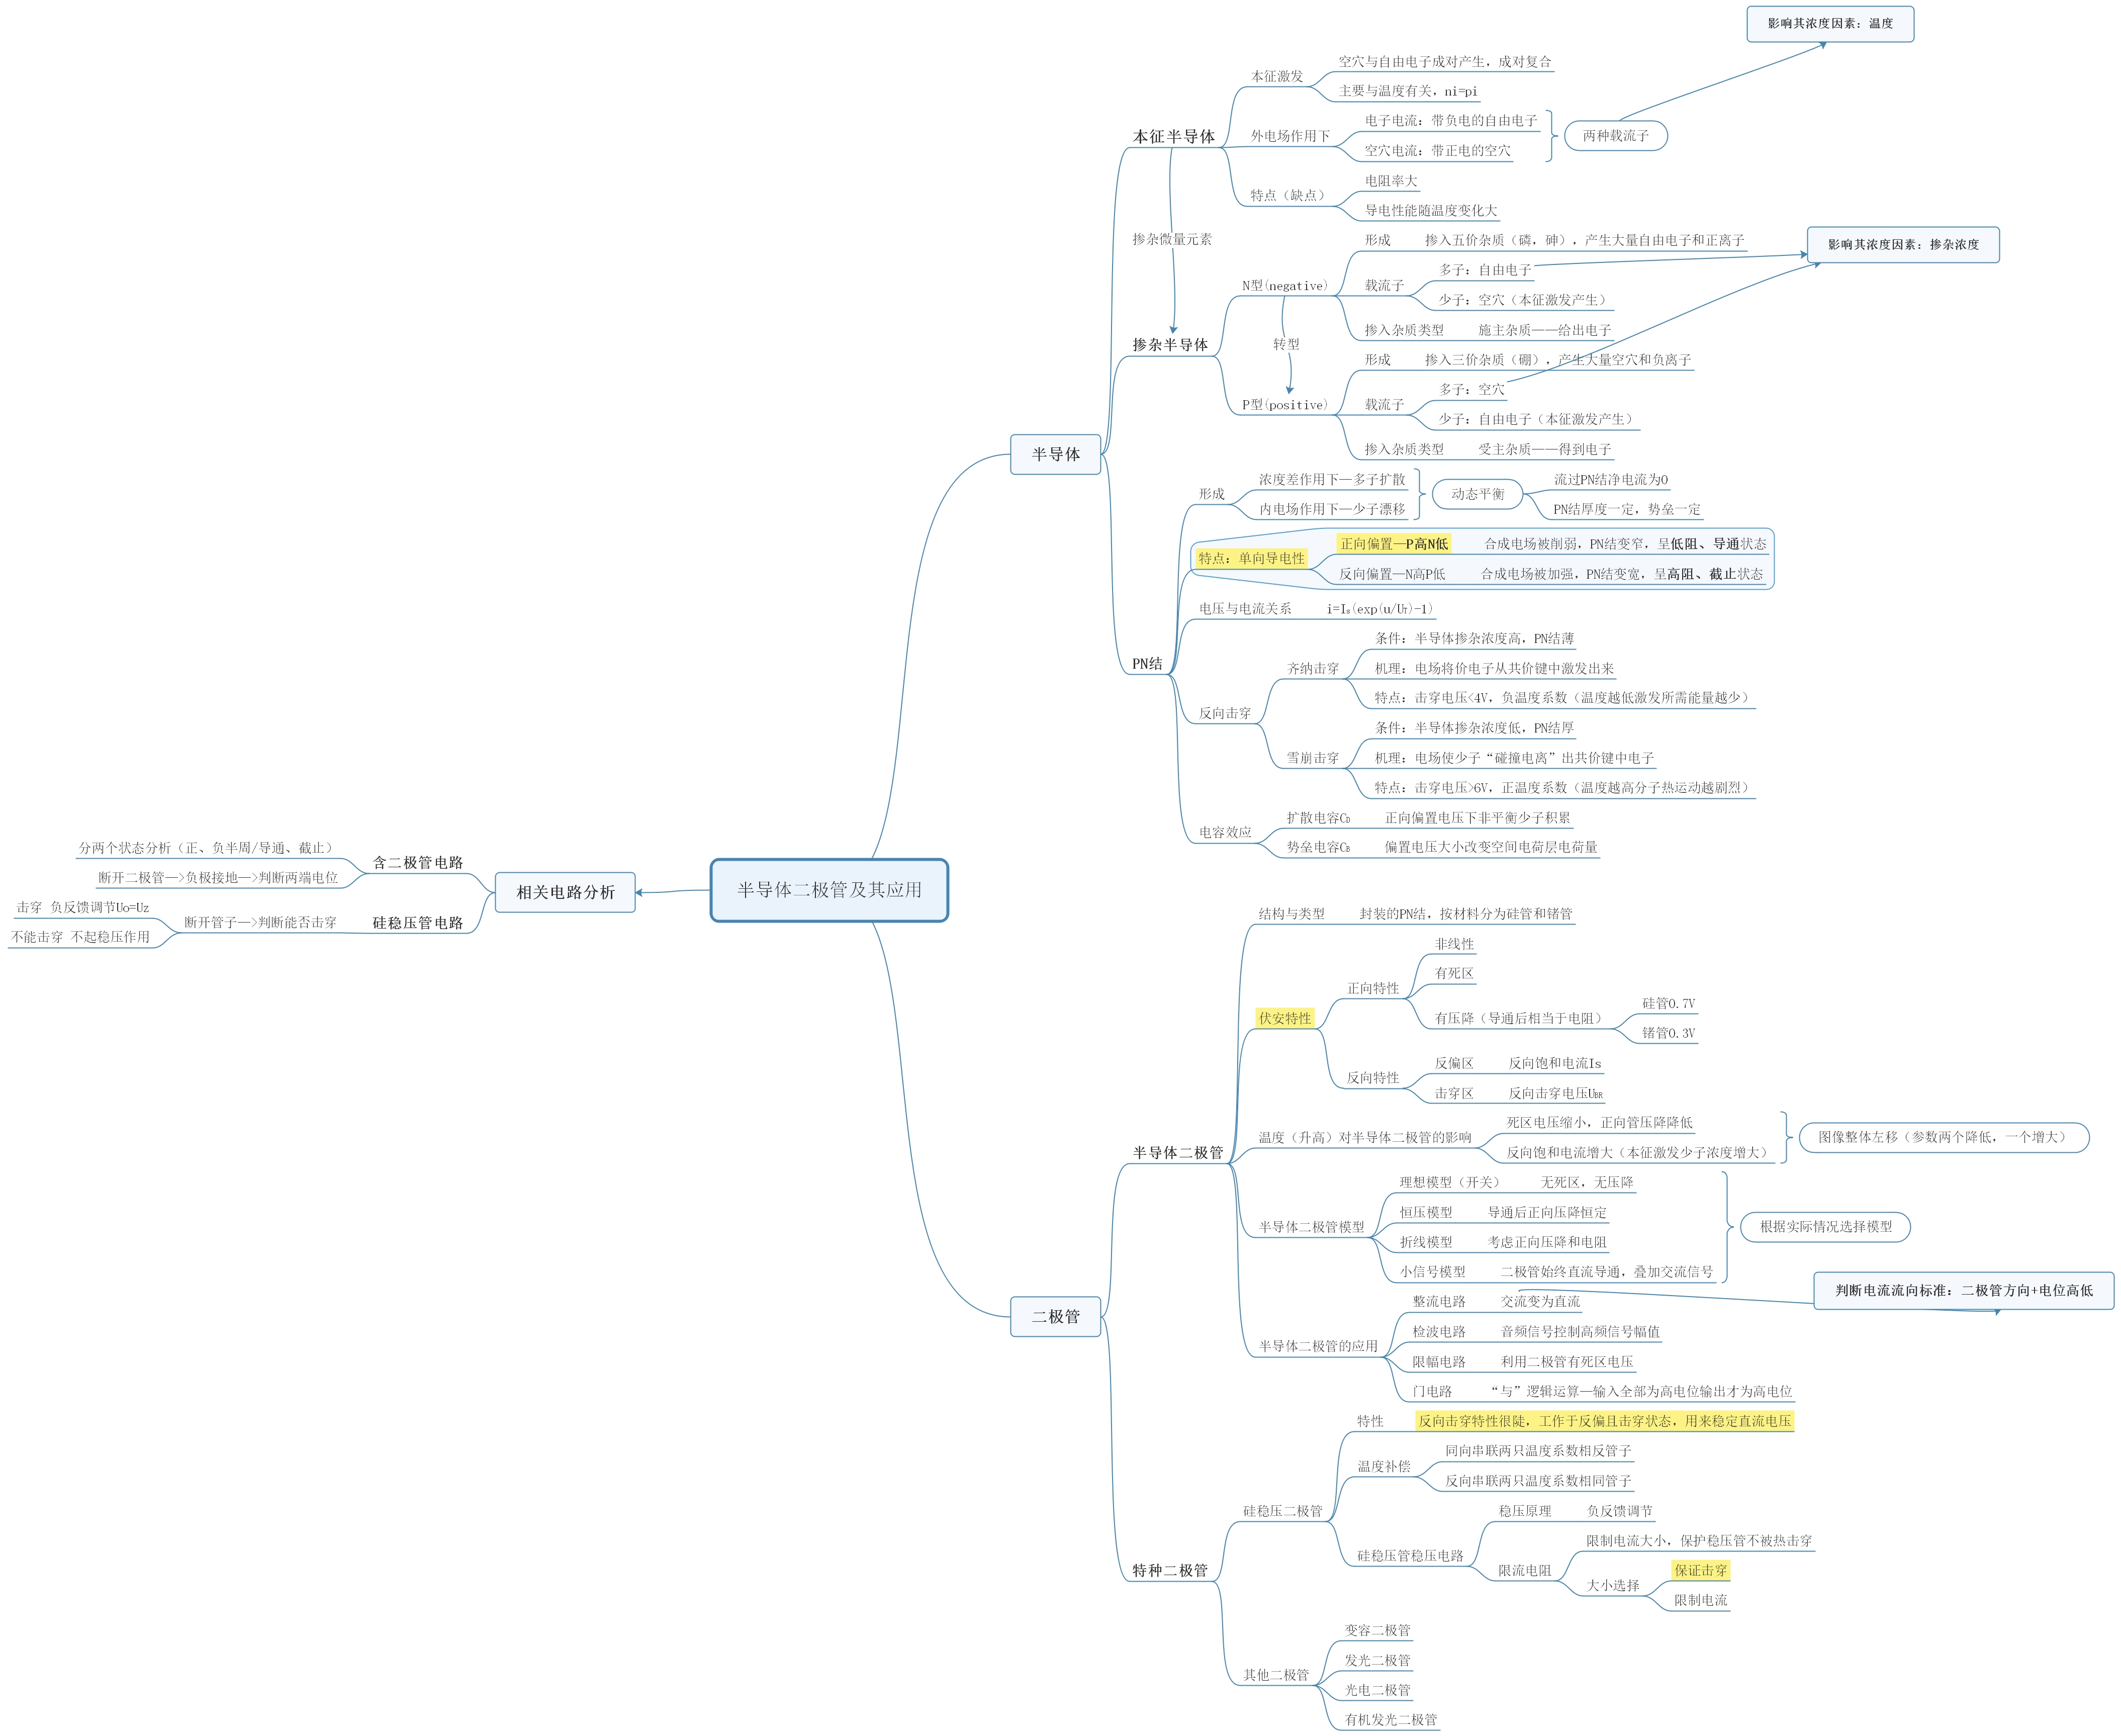 影响其浓度因素：温度
空穴与自由电子成对产生，成对复合
本征激发
主要与温度有关，ni=pi
电子电流：带负电的自由电子
本征半导体
外电场作用下
两种载流子
空穴电流：带正电的空穴
电阻率大
特点（缺点）
导电性能随温度变化大
掺杂微量元素
形成
掺入五价杂质（磷，砷），产生大量自由电子和正离子
影响其浓度因素：掺杂浓度
多子：自由电子
N型(negative)
载流子
少子：空穴（本征激发产生）
掺入杂质类型
施主杂质——给出电子
掺杂半导体
转型
形成
掺入三价杂质（硼），产生大量空穴和负离子
多子：空穴
P型(positive)
载流子
少子：自由电子（本征激发产生）
掺入杂质类型
受主杂质——得到电子
半导体
浓度差作用下—多子扩散
形成
动态平衡
流过PN结净电流为0
内电场作用下—少子漂移
PN结厚度一定，势垒一定
正向偏置—P高N低
合成电场被削弱，PN结变窄，呈低阻、导通状态
特点：单向导电性
反向偏置—N高P低
合成电场被加强，PN结变宽，呈高阻、截止状态
电压与电流关系
i=Is(exp(u/UT)-1)
PN结
条件：半导体掺杂浓度高，PN结薄
齐纳击穿
机理：电场将价电子从共价键中激发出来
特点：击穿电压<4V，负温度系数（温度越低激发所需能量越少）
反向击穿
条件：半导体掺杂浓度低，PN结厚
雪崩击穿
机理：电场使少子“碰撞电离”出共价键中电子
特点：击穿电压>6V，正温度系数（温度越高分子热运动越剧烈）
扩散电容CD
正向偏置电压下非平衡少子积累
电容效应
势垒电容CB
偏置电压大小改变空间电荷层电荷量
分两个状态分析（正、负半周/导通、截止）
含二极管电路
断开二极管—>负极接地—>判断两端电位
相关电路分析
半导体二极管及其应用
击穿 负反馈调节Uo=Uz
断开管子—>判断能否击穿
硅稳压管电路
不能击穿 不起稳压作用
结构与类型
封装的PN结，按材料分为硅管和锗管
非线性
有死区
正向特性
硅管0.7V
有压降（导通后相当于电阻）
锗管0.3V
伏安特性
反偏区
反向饱和电流Is
反向特性
击穿区
反向击穿电压UBR
死区电压缩小，正向管压降降低
温度（升高）对半导体二极管的影响
图像整体左移（参数两个降低，一个增大）
反向饱和电流增大（本征激发少子浓度增大）
半导体二极管
理想模型（开关）
无死区，无压降
恒压模型
导通后正向压降恒定
半导体二极管模型
根据实际情况选择模型
折线模型
考虑正向压降和电阻
小信号模型
二极管始终直流导通，叠加交流信号
判断电流流向标准：二极管方向+电位高低
整流电路
交流变为直流
检波电路
音频信号控制高频信号幅值
半导体二极管的应用
限幅电路
利用二极管有死区电压
门电路
“与”逻辑运算—输入全部为高电位输出才为高电位
二极管
特性
反向击穿特性很陡，工作于反偏且击穿状态，用来稳定直流电压
同向串联两只温度系数相反管子
温度补偿
反向串联两只温度系数相同管子
硅稳压二极管
稳压原理
负反馈调节
硅稳压管稳压电路
限制电流大小，保护稳压管不被热击穿
限流电阻
保证击穿
大小选择
限制电流
特种二极管
变容二极管
发光二极管
其他二极管
光电二极管
有机发光二极管